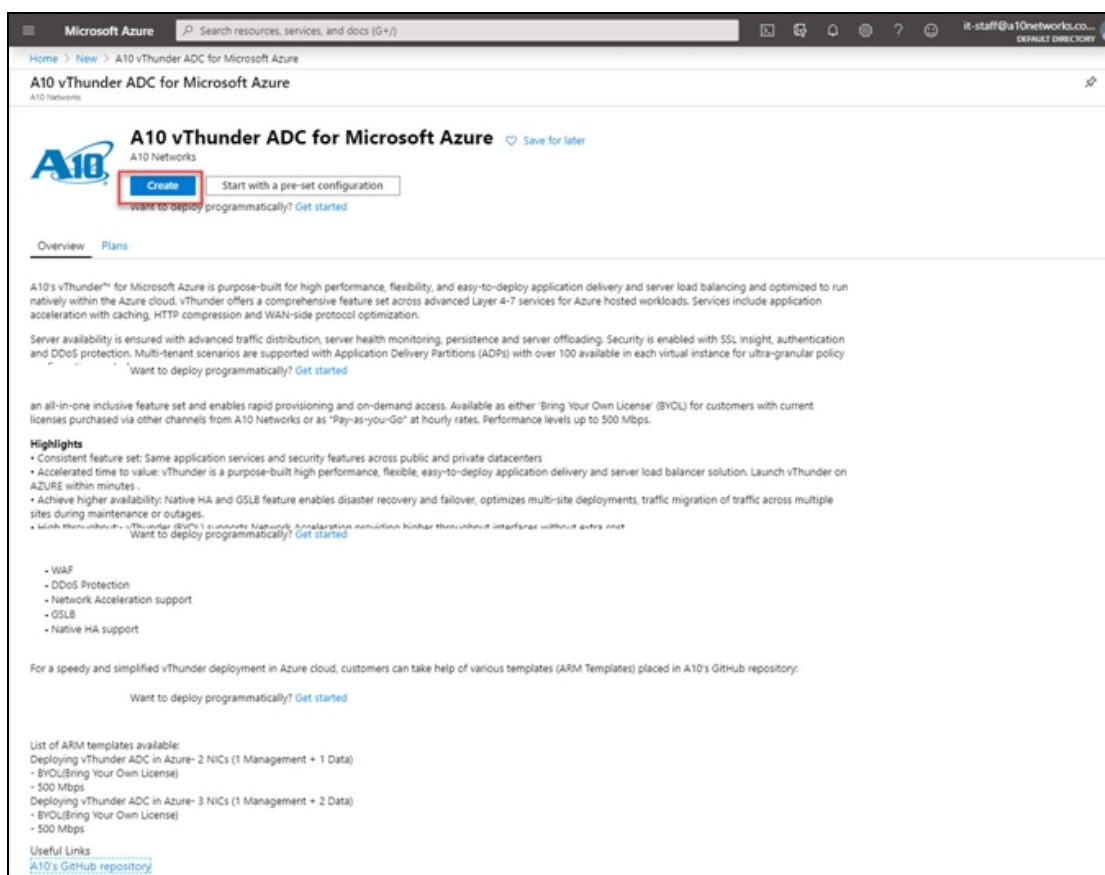 Microsoft Azure
Search resources, services, and docs (G+/)
it-staff@a10networks.co...
DEFAULT DIRECTORY
Home > New > A10 vThunder ADC for Microsoft Azure
A10 vThunder ADC for Microsoft Azure
A10 Networks
A10
A10 vThunder ADC for Microsoft Azure
Save for later
A10 Networks
Create
Start with a pre-set configuration
Want to deploy programmatically? Get started
Overview
Plans
A10's vThunder™ for Microsoft Azure is purpose-built for high performance, flexibility, and easy-to-deploy application delivery and server load balancing and optimized to run
natively within the Azure cloud. vThunder offers a comprehensive feature set across advanced Layer 4-7 services for Azure hosted workloads. Services include application
acceleration with caching, HTTP compression and WAN-side protocol optimization.
Server availability is ensured with advanced traffic distribution, server health monitoring, persistence and server offloading. Security is enabled with SSL Insight, authentication
and DDoS protection. Multi-tenant scenarios are supported with Application Delivery Partitions (ADPs) with over 100 available in each virtual instance for ultra-granular policy
Want to deploy programmatically? Get started
an all-in-one inclusive feature set and enables rapid provisioning and on-demand access. Available as either 'Bring Your Own License' (BYOL) for customers with current
licenses purchased via other channels from A10 Networks or as "Pay-as-you-Go" at hourly rates. Performance levels up to 500 Mbps.
Highlights
• Consistent feature set: Same application services and security features across public and private datacenters
• Accelerated time to value: vThunder is a purpose-built high performance, flexible, easy-to-deploy application delivery and server load balancer solution. Launch vThunder on
AZURE within minutes .
• Achieve higher availability: Native HA and GSLB feature enables disaster recovery and failover, optimizes multi-site deployments, traffic migration of traffic across multiple
sites during maintenance or outages.
• High throughput:- vThunder (BYOL) supports Network Acceleration providing higher throughput interfaces without extra cost
Want to deploy programmatically? Get started
- WAF
- DDoS Protection
- Network Acceleration support
- GSLB
- Native HA support
For a speedy and simplified vThunder deployment in Azure cloud, customers can take help of various templates (ARM Templates) placed in A10's GitHub repository:
Want to deploy programmatically? Get started
List of ARM templates available:
Deploying vThunder ADC in Azure- 2 NICs (1 Management + 1 Data)
- BYOL(Bring Your Own License)
- 500 Mbps
Deploying vThunder ADC in Azure- 3 NICs (1 Management + 2 Data)
- BYOL(Bring Your Own License)
- 500 Mbps
Useful Links
A10's GitHub repository